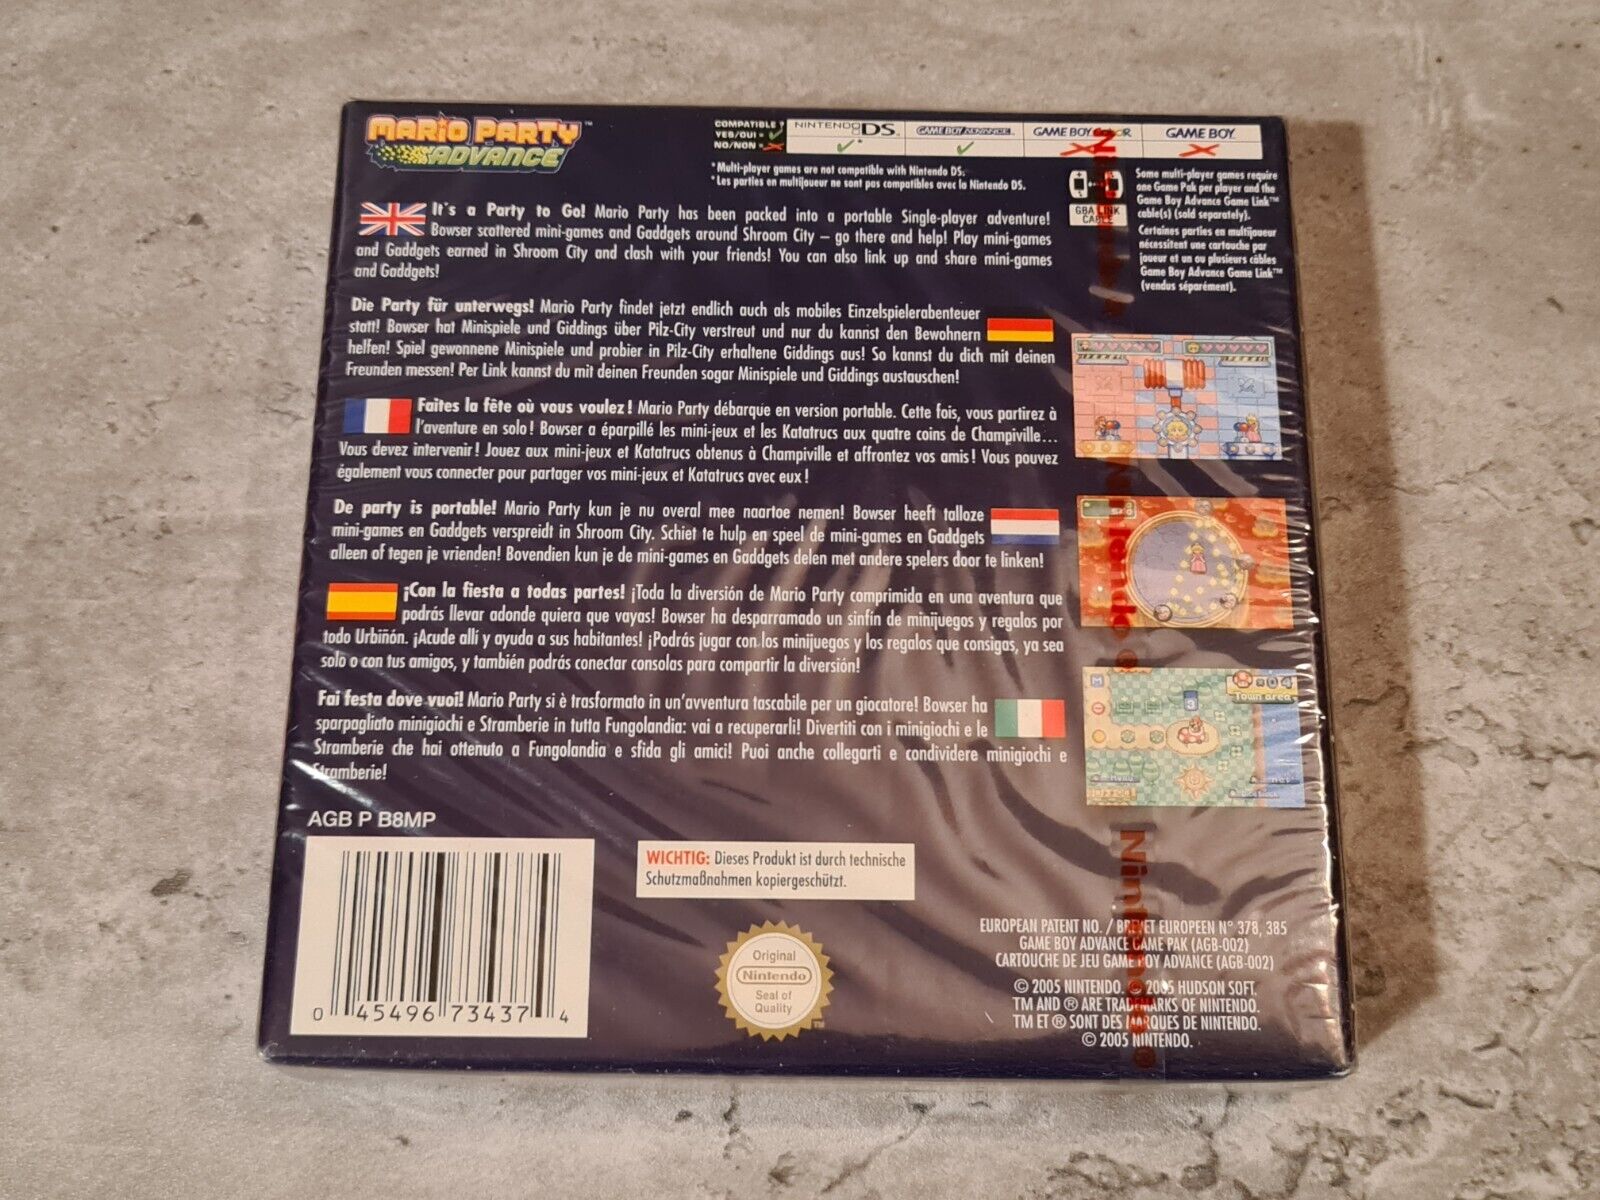 MARIO PARTY™
ADVANCE
COMPATIBLE ?
YES/OUI =
NO/NON =
NINTENDO DS™
GAME BOY ADVANCE
GAME BOY COLOR
GAME BOY
*Multi-player games are not compatible with Nintendo DS.
*Les parties en multijoueur ne sont pas compatibles avec la Nintendo DS.
GBA LINK
CABLE
Some multi-player games require
one Game Pak per player and the
Game Boy Advance Game Link™
cable(s) (sold separately).
Certaines parties en multijoueur
nécessitent une cartouche par
joueur et un ou plusieurs câbles
Game Boy Advance Game Link™
(vendus séparément).
It's a Party to Go! Mario Party has been packed into a portable Single-player adventure!
Bowser scattered mini-games and Gaddgets around Shroom City – go there and help! Play mini-games
and Gaddgets earned in Shroom City and clash with your friends! You can also link up and share mini-games
and Gaddgets!
Die Party für unterwegs! Mario Party findet jetzt endlich auch als mobiles Einzelspielerabenteuer
statt! Bowser hat Minispiele und Giddings über Pilz-City verstreut und nur du kannst den Bewohnern
helfen! Spiel gewonnene Minispiele und probier in Pilz-City erhaltene Giddings aus! So kannst du dich mit deinen
Freunden messen! Per Link kannst du mit deinen Freunden sogar Minispiele und Giddings austauschen!
Faites la fête où vous voulez ! Mario Party débarque en version portable. Cette fois, vous partirez à
l'aventure en solo ! Bowser a éparpillé les mini-jeux et les Katatrucs aux quatre coins de Champiville...
Vous devez intervenir ! Jouez aux mini-jeux et Katatrucs obtenus à Champiville et affrontez vos amis ! Vous pouvez
également vous connecter pour partager vos mini-jeux et Katatrucs avec eux !
De party is portable! Mario Party kun je nu overal mee naartoe nemen! Bowser heeft talloze
mini-games en Gaddgets verspreidt in Shroom City. Schiet te hulp en speel de mini-games en Gaddgets
alleen of tegen je vrienden! Bovendien kun je de mini-games en Gaddgets delen met andere spelers door te linken!
¡Con la fiesta a todas partes! ¡Toda la diversión de Mario Party comprimida en una aventura que
podrás llevar adonde quiera que vayas! Bowser ha desparramado un sinfín de minijuegos y regalos por
todo Urbiñón. ¡Acude allí y ayuda a sus habitantes! ¡Podrás jugar con los minijuegos y los regalos que consigas, ya sea
solo o con tus amigos, y también podrás conectar consolas para compartir la diversión!
Fai festa dove vuoi! Mario Party si è trasformato in un'avventura tascabile per un giocatore! Bowser ha
sparpagliato minigiochi e Stramberie in tutta Fungolandia: vai a recuperarli! Divertiti con i minigiochi e le
Stramberie che hai ottenuto a Fungolandia e sfida gli amici! Puoi anche collegarti e condividere minigiochi e
Stramberie!
Town area
AGB P B8MP
0 45496 73437 4
WICHTIG: Dieses Produkt ist durch technische
Schutzmaßnahmen kopiergeschützt.
Original
Nintendo
Seal of
Quality
EUROPEAN PATENT NO. / BREVET EUROPEEN N° 378, 385
GAME BOY ADVANCE GAME PAK (AGB-002)
CARTOUCHE DE JEU GAME BOY ADVANCE (AGB-002)
© 2005 NINTENDO. © 2005 HUDSON SOFT.
TM AND ® ARE TRADEMARKS OF NINTENDO.
TM ET ® SONT DES MARQUES DE NINTENDO.
© 2005 NINTENDO.
Nintendo®